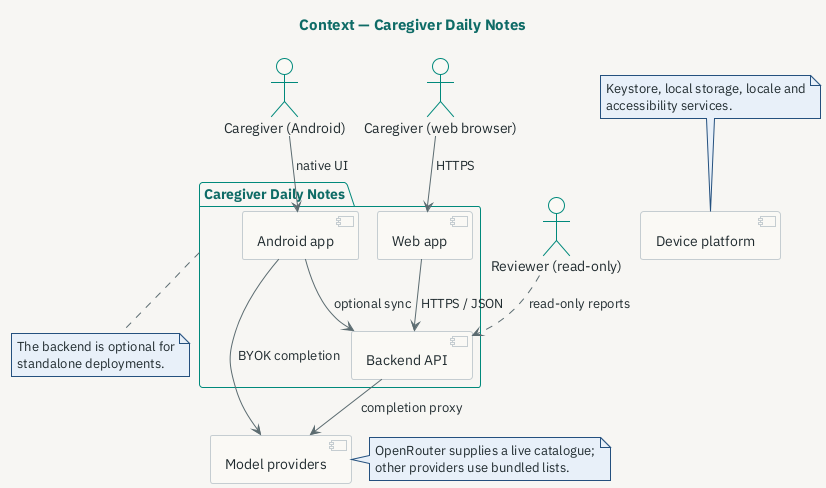 Context — Caregiver Daily Notes
Keystore, local storage, locale and
accessibility services.
Caregiver (Android)
Caregiver (web browser)
native UI
HTTPS
Caregiver Daily Notes
Android app
Web app
Reviewer (read-only)
Device platform
optional sync
HTTPS / JSON
read-only reports
The backend is optional for
standalone deployments.
BYOK completion
Backend API
completion proxy
Model providers
OpenRouter supplies a live catalogue;
other providers use bundled lists.